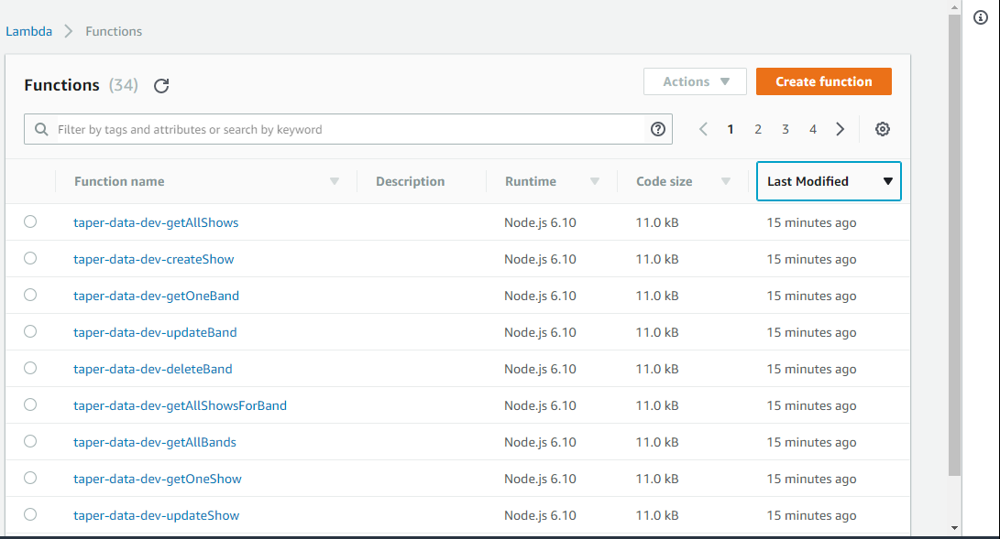 Lambda Functions
Functions (34)
Actions Create function
Filter by tags and attributes or search by keyword 1 2 3 4
Function name Description Runtime Code size Last Modified
taper-data-dev-getAllShows Node.js 6.10 11.0 kB 15 minutes ago
taper-data-dev-createShow Node.js 6.10 11.0 kB 15 minutes ago
taper-data-dev-getOneBand Node.js 6.10 11.0 kB 15 minutes ago
taper-data-dev-updateBand Node.js 6.10 11.0 kB 15 minutes ago
taper-data-dev-deleteBand Node.js 6.10 11.0 kB 15 minutes ago
taper-data-dev-getAllShowsForBand Node.js 6.10 11.0 kB 15 minutes ago
taper-data-dev-getAllBands Node.js 6.10 11.0 kB 15 minutes ago
taper-data-dev-getOneShow Node.js 6.10 11.0 kB 15 minutes ago
taper-data-dev-updateShow Node.js 6.10 11.0 kB 15 minutes ago